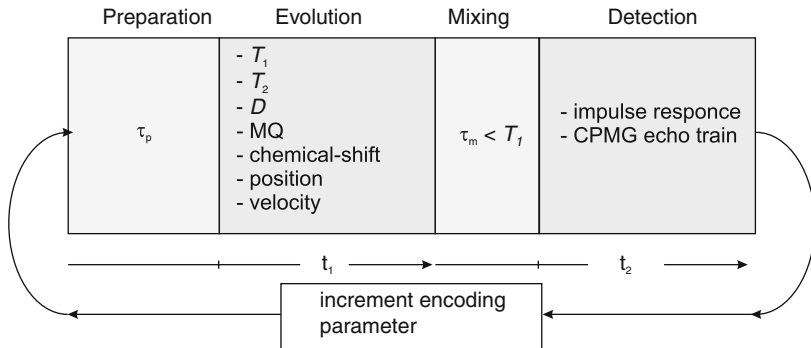 Preparation Evolution Mixing Detection
τp
- T1
- T2
- D
- MQ
- chemical-shift
- position
- velocity
τm < T1
- impulse responce
- CPMG echo train
t1
t2
increment encoding
parameter